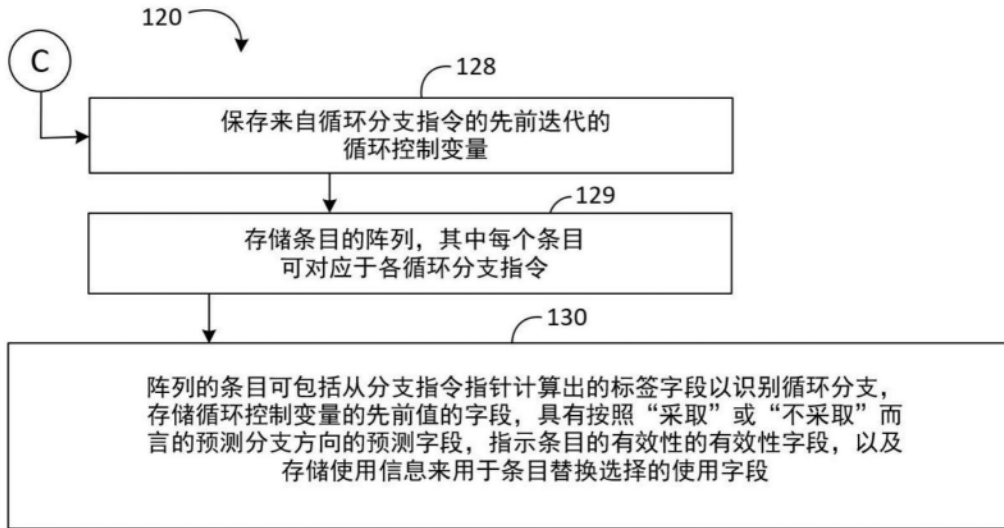 120
C
128
保存来自循环分支指令的先前迭代的
循环控制变量
129
存储条目的阵列，其中每个条目
可对应于各循环分支指令
130
阵列的条目可包括从分支指令指针计算出的标签字段以识别循环分支，
存储循环控制变量的先前值的字段，具有按照“采取”或“不采取”而
言的预测分支方向的预测字段，指示条目的有效性的有效性字段，以及
存储使用信息来用于条目替换选择的使用字段